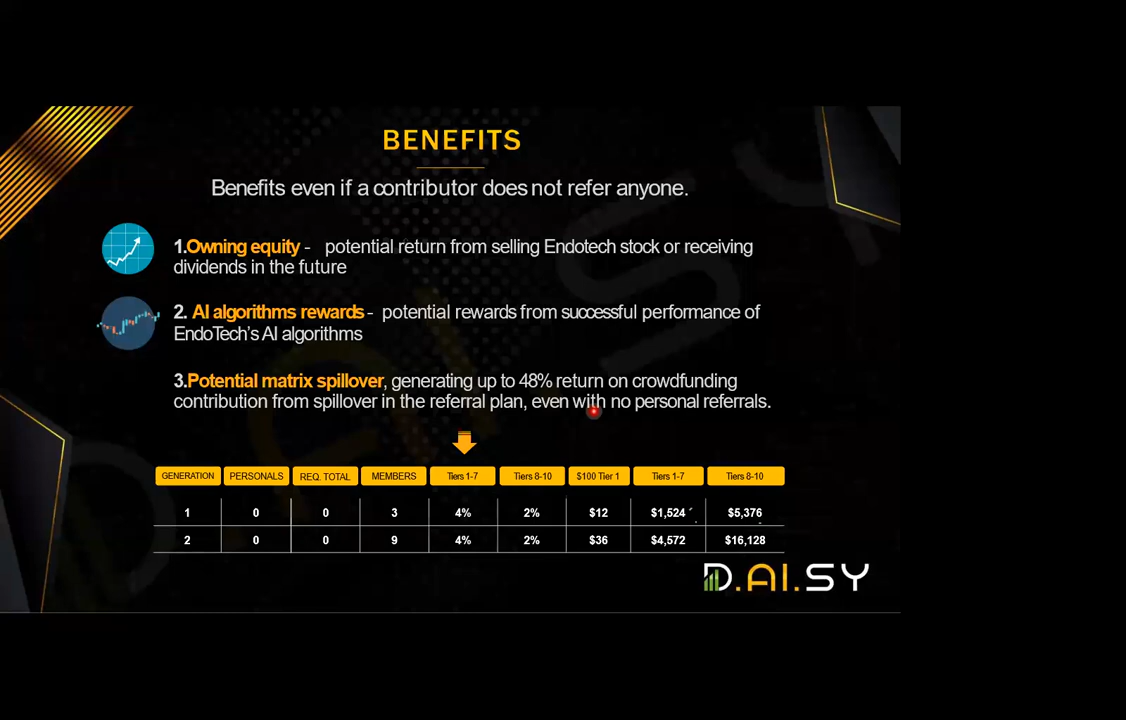 BENEFITS
Benefits even if a contributor does not refer anyone.
1.Owning equity - potential return from selling Endotech stock or receiving
dividends in the future
2. AI algorithms rewards - potential rewards from successful performance of
EndoTech's AI algorithms
3.Potential matrix spillover, generating up to 48% return on crowdfunding
contribution from spillover in the referral plan, even with no personal referrals.
GENERATION PERSONALS REQ. TOTAL MEMBERS Tiers 1-7 Tiers 8-10 $100 Tier 1 Tiers 1-7 Tiers 8-10
1 0 0 3 4% 2% $12 $1,524 $5,376
2 0 0 9 4% 2% $36 $4,572 $16,128
D.AI.SY